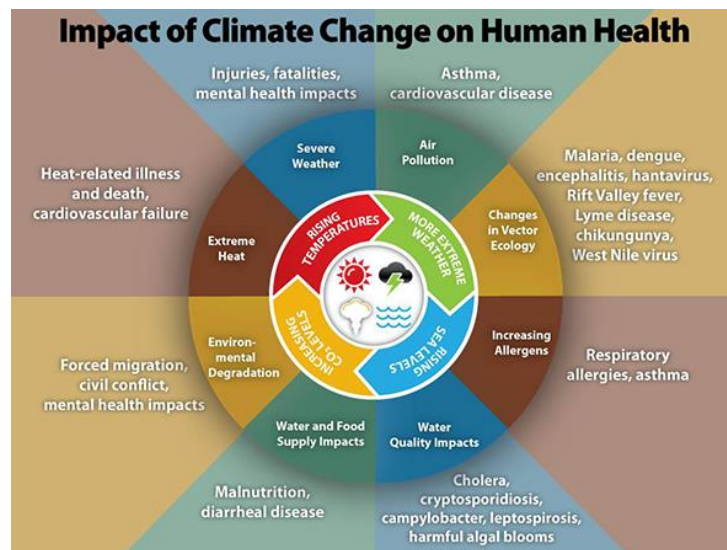 Impact of Climate Change on Human Health
Injuries, fatalities,
mental health impacts
Asthma,
cardiovascular disease
Severe
Weather
Air
Pollution
Heat-related illness
and death,
cardiovascular failure
Malaria, dengue,
encephalitis, hantavirus,
Rift Valley fever,
Lyme disease,
chikungunya,
West Nile virus
Extreme
Heat
Changes
in Vector
Ecology
RISING
TEMPERATURES
MORE EXTREME
WEATHER
INCREASING
CO₂ LEVELS
RISING
SEA LEVELS
Environ-
mental
Degradation
Increasing
Allergens
Forced migration,
civil conflict,
mental health impacts
Respiratory
allergies, asthma
Water and Food
Supply Impacts
Water
Quality Impacts
Malnutrition,
diarrheal disease
Cholera,
cryptosporidiosis,
campylobacter, leptospirosis,
harmful algal blooms